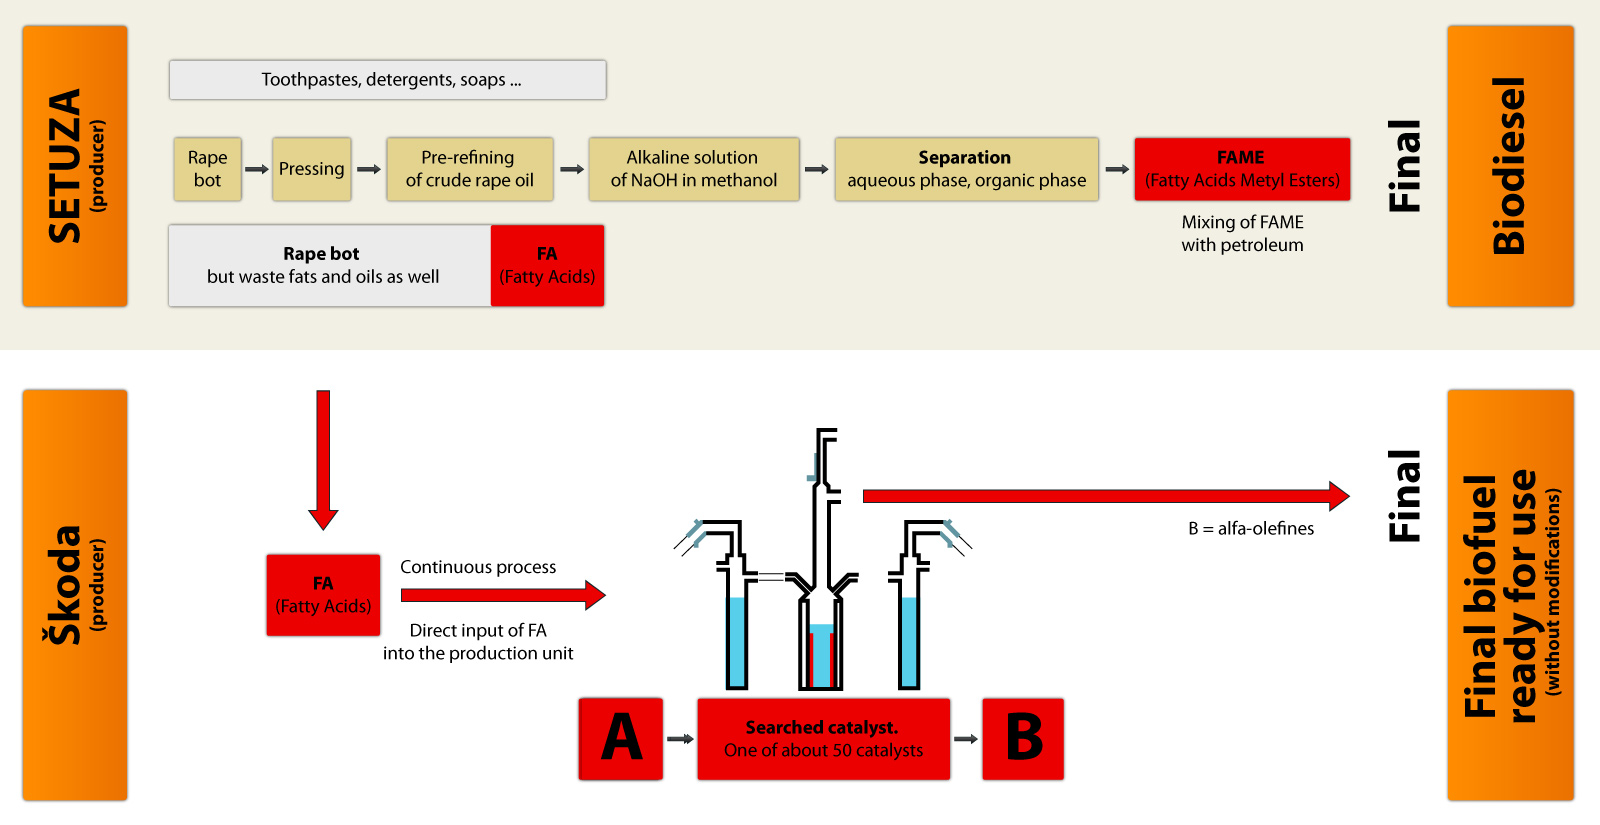 SETUZA
(producer)
Toothpastes, detergents, soaps ...
Rape
bot
Pressing
Pre-refining
of crude rape oil
Alkaline solution
of NaOH in methanol
Separation
aqueous phase, organic phase
FAME
(Fatty Acids Metyl Esters)
Mixing of FAME
with petroleum
Rape bot
but waste fats and oils as well
FA
(Fatty Acids)
Final
Biodiesel
Škoda
(producer)
FA
(Fatty Acids)
Continuous process
Direct input of FA
into the production unit
A
Searched catalyst.
One of about 50 catalysts
B
B = alfa-olefines
Final
Final biofuel
ready for use
(without modifications)